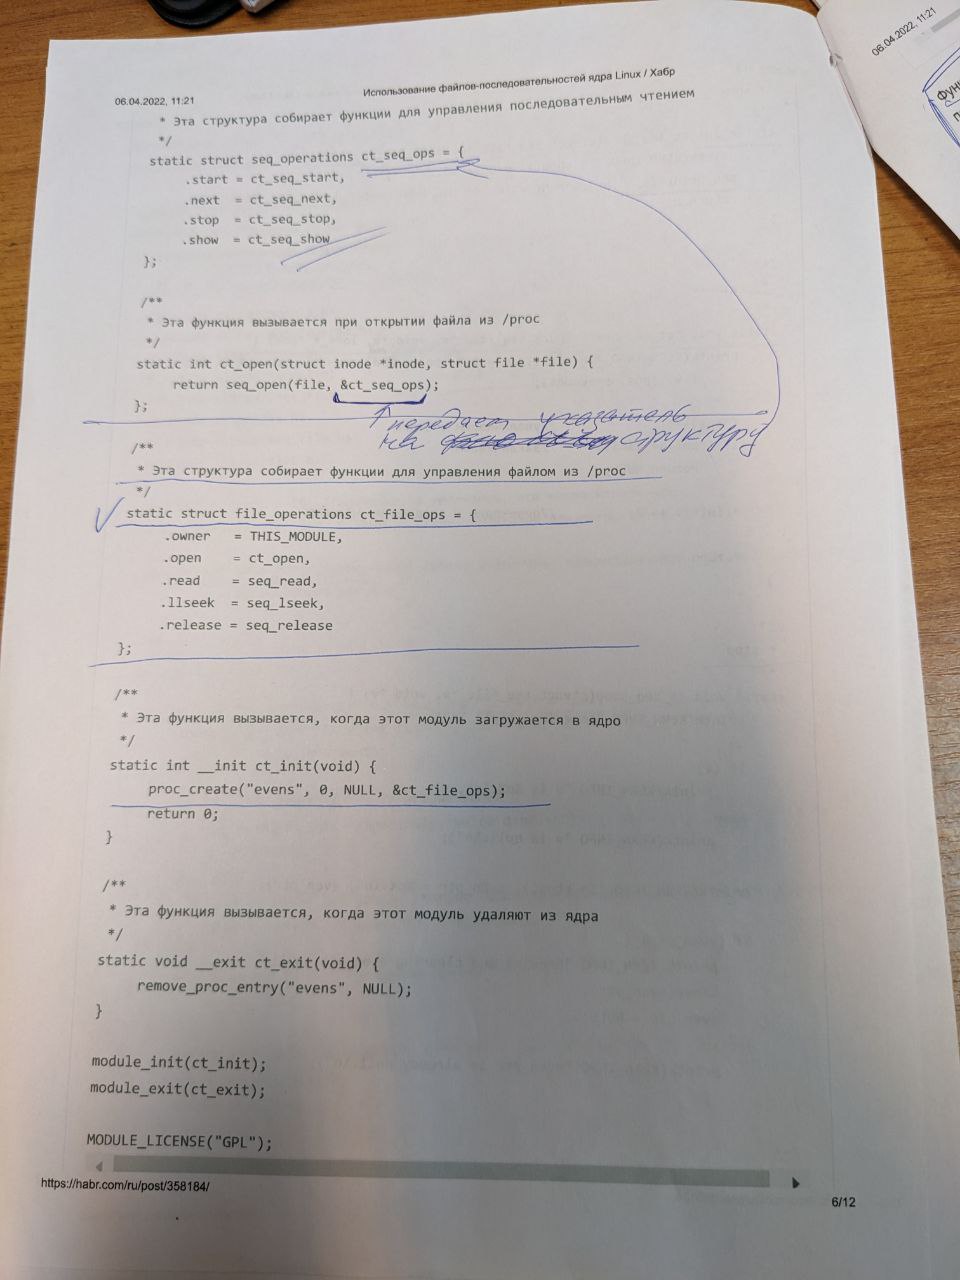 06.04.2022, 11:21
Использование файлов-последовательностей ядра Linux / Хабр
06.04.2022, 11:21
* Эта структура собирает функции для управления последовательным чтением
*/
static struct seq_operations ct_seq_ops = {
.start = ct_seq_start,
.next  = ct_seq_next,
.stop  = ct_seq_stop,
.show  = ct_seq_show
};
/**
* Эта функция вызывается при открытии файла из /proc
*/
static int ct_open(struct inode *inode, struct file *file) {
return seq_open(file, &ct_seq_ops);
};
передает указатель
на структуру
/**
* Эта структура собирает функции для управления файлом из /proc
*/
static struct file_operations ct_file_ops = {
.owner   = THIS_MODULE,
.open    = ct_open,
.read    = seq_read,
.llseek  = seq_lseek,
.release = seq_release
};
/**
* Эта функция вызывается, когда этот модуль загружается в ядро
*/
static int __init ct_init(void) {
proc_create("evens", 0, NULL, &ct_file_ops);
return 0;
}
/**
* Эта функция вызывается, когда этот модуль удаляют из ядра
*/
static void __exit ct_exit(void) {
remove_proc_entry("evens", NULL);
}
module_init(ct_init);
module_exit(ct_exit);
MODULE_LICENSE("GPL");
https://habr.com/ru/post/358184/
6/12